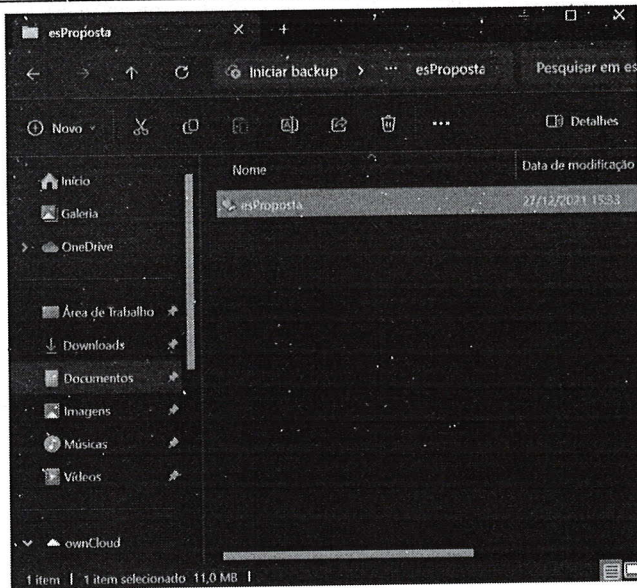 esProposta
Iniciar backup > ... esProposta Pesquisar em es
Novo Detalhes
Nome Data de modificação
esProposta 27/12/2021 15:33
Início
Galeria
OneDrive
Área de Trabalho
Downloads
Documentos
Imagens
Músicas
Vídeos
ownCloud
1 item 1 item selecionado 11,0 MB